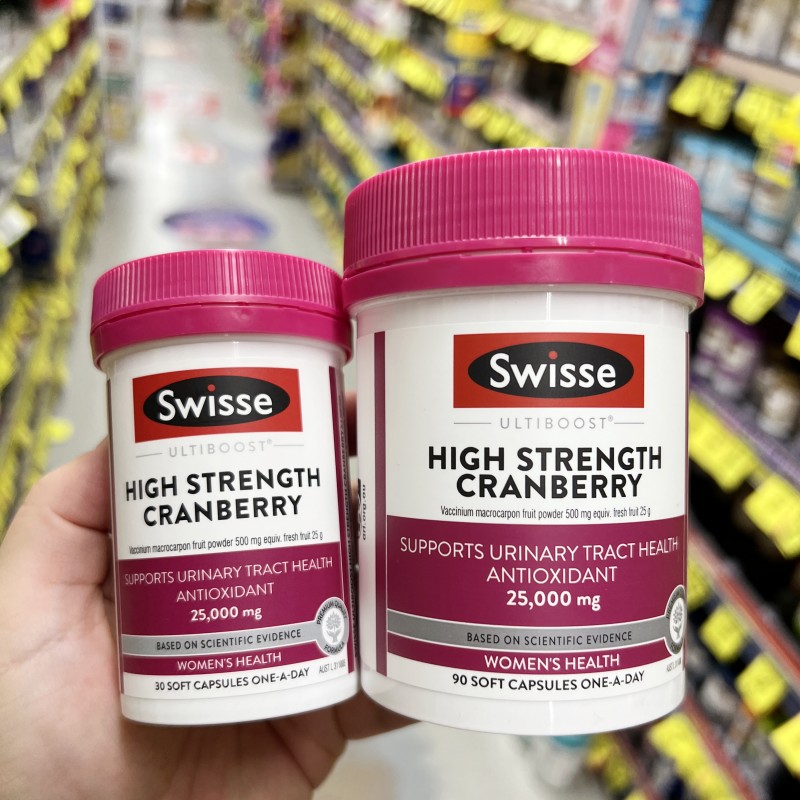 Swisse
ULTIBOOST®
HIGH STRENGTH
CRANBERRY
Vaccinium macrocarpon fruit powder 500 mg equiv. fresh fruit 25 g
SUPPORTS URINARY TRACT HEALTH
ANTIOXIDANT
25,000 mg
BASED ON SCIENTIFIC EVIDENCE
PREMIUM QUALITY
FORMULA
WOMEN'S HEALTH
30 SOFT CAPSULES ONE-A-DAY
Swisse
ULTIBOOST®
HIGH STRENGTH
CRANBERRY
Vaccinium macrocarpon fruit powder 500 mg equiv. fresh fruit 25 g
SUPPORTS URINARY TRACT HEALTH
ANTIOXIDANT
25,000 mg
BASED ON SCIENTIFIC EVIDENCE
WOMEN'S HEALTH
90 SOFT CAPSULES ONE-A-DAY